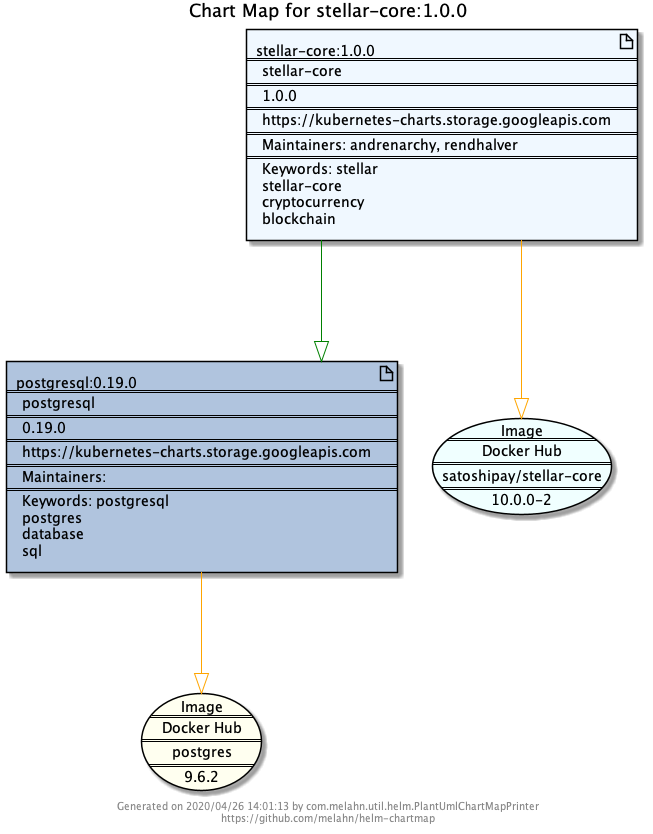 Chart Map for stellar-core:1.0.0
stellar-core:1.0.0
stellar-core
1.0.0
https://kubernetes-charts.storage.googleapis.com
Maintainers: andrenarchy, rendhalver
Keywords: stellar
stellar-core
cryptocurrency
blockchain
postgresql:0.19.0
postgresql
0.19.0
https://kubernetes-charts.storage.googleapis.com
Maintainers:
Keywords: postgresql
postgres
database
sql
Image
Docker Hub
satoshipay/stellar-core
10.0.0-2
Image
Docker Hub
postgres
9.6.2
Generated on 2020/04/26 14:01:13 by com.melahn.util.helm.PlantUmlChartMapPrinter
https://github.com/melahn/helm-chartmap